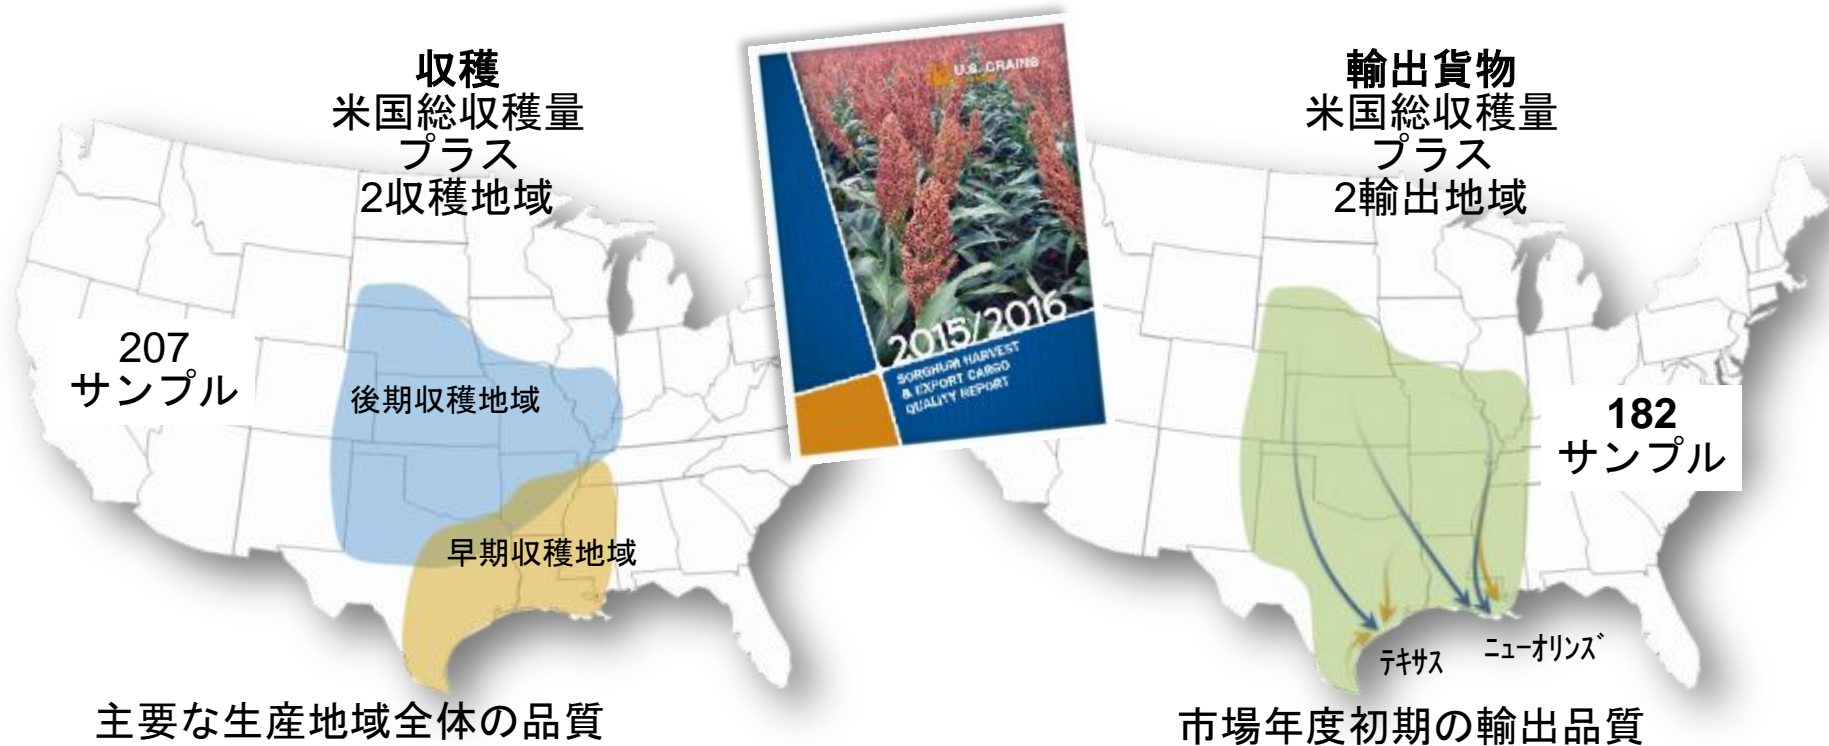 収穫
米国総収穫量
プラス
2収穫地域
207
サンプル
後期収穫地域
早期収穫地域
主要な生産地域全体の品質
U.S. GRAINS
2015/2016
SORGHUM HARVEST
& EXPORT CARGO
QUALITY REPORT
輸出貨物
米国総収穫量
プラス
2輸出地域
182
サンプル
ﾃｷｻス
ﾆｭｰｵﾘﾝｽﾞ
市場年度初期の輸出品質